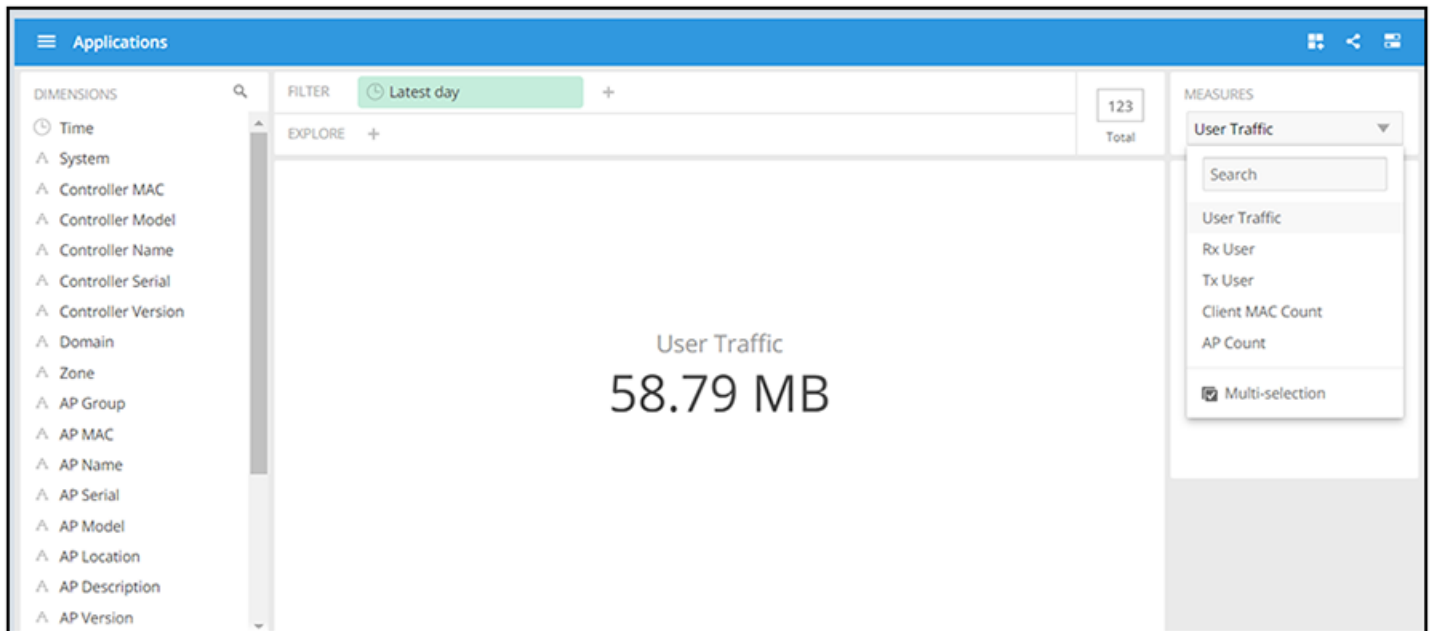 Applications
DIMENSIONS
Time
System
Controller MAC
Controller Model
Controller Name
Controller Serial
Controller Version
Domain
Zone
AP Group
AP MAC
AP Name
AP Serial
AP Model
AP Location
AP Description
AP Version
FILTER Latest day +
EXPLORE +
123
Total
User Traffic
58.79 MB
MEASURES
User Traffic
Search
User Traffic
Rx User
Tx User
Client MAC Count
AP Count
Multi-selection